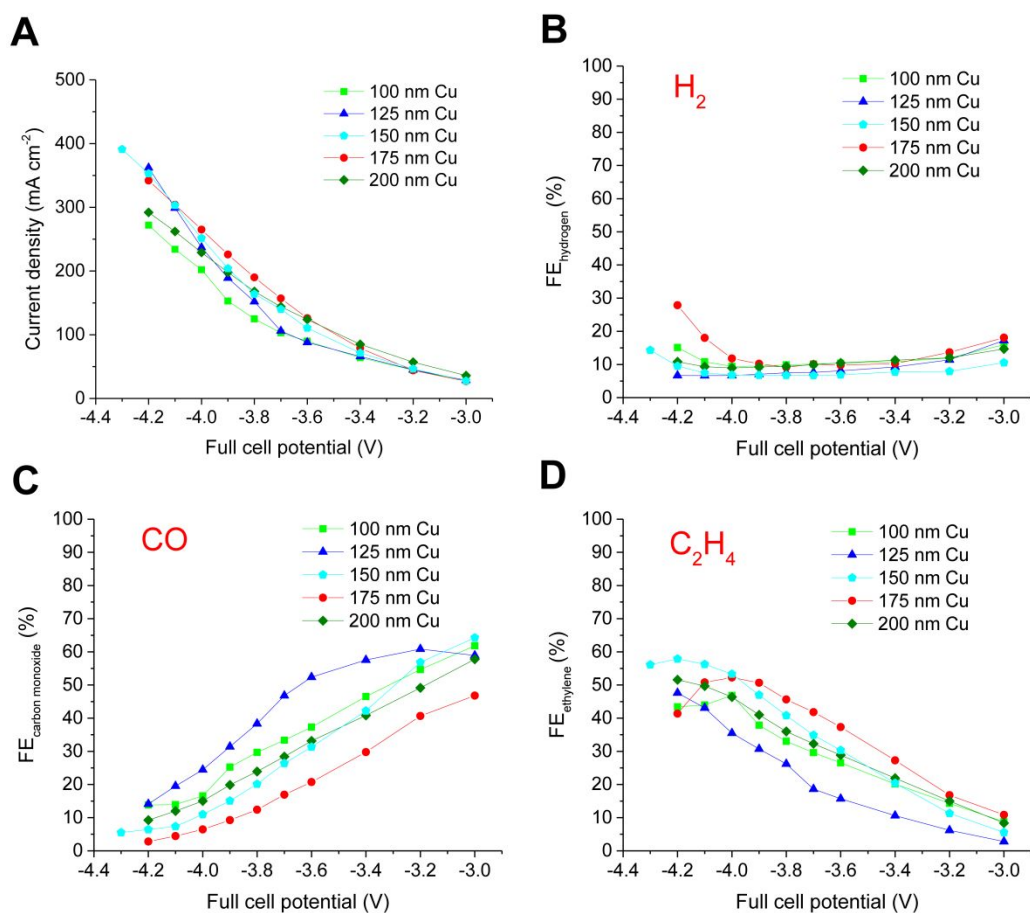 A
500
400
300
200
100
0
Current density (mA cm⁻²)
100 nm Cu
125 nm Cu
150 nm Cu
175 nm Cu
200 nm Cu
-4.4 -4.2 -4.0 -3.8 -3.6 -3.4 -3.2 -3.0
Full cell potential (V)
B
100
90
80
70
60
50
40
30
20
10
0
FE hydrogen (%)
H₂
100 nm Cu
125 nm Cu
150 nm Cu
175 nm Cu
200 nm Cu
-4.4 -4.2 -4.0 -3.8 -3.6 -3.4 -3.2 -3.0
Full cell potential (V)
C
100
90
80
70
60
50
40
30
20
10
0
FE carbon monoxide (%)
CO
100 nm Cu
125 nm Cu
150 nm Cu
175 nm Cu
200 nm Cu
-4.4 -4.2 -4.0 -3.8 -3.6 -3.4 -3.2 -3.0
Full cell potential (V)
D
100
90
80
70
60
50
40
30
20
10
0
FE ethylene (%)
C₂H₄
100 nm Cu
125 nm Cu
150 nm Cu
175 nm Cu
200 nm Cu
-4.4 -4.2 -4.0 -3.8 -3.6 -3.4 -3.2 -3.0
Full cell potential (V)